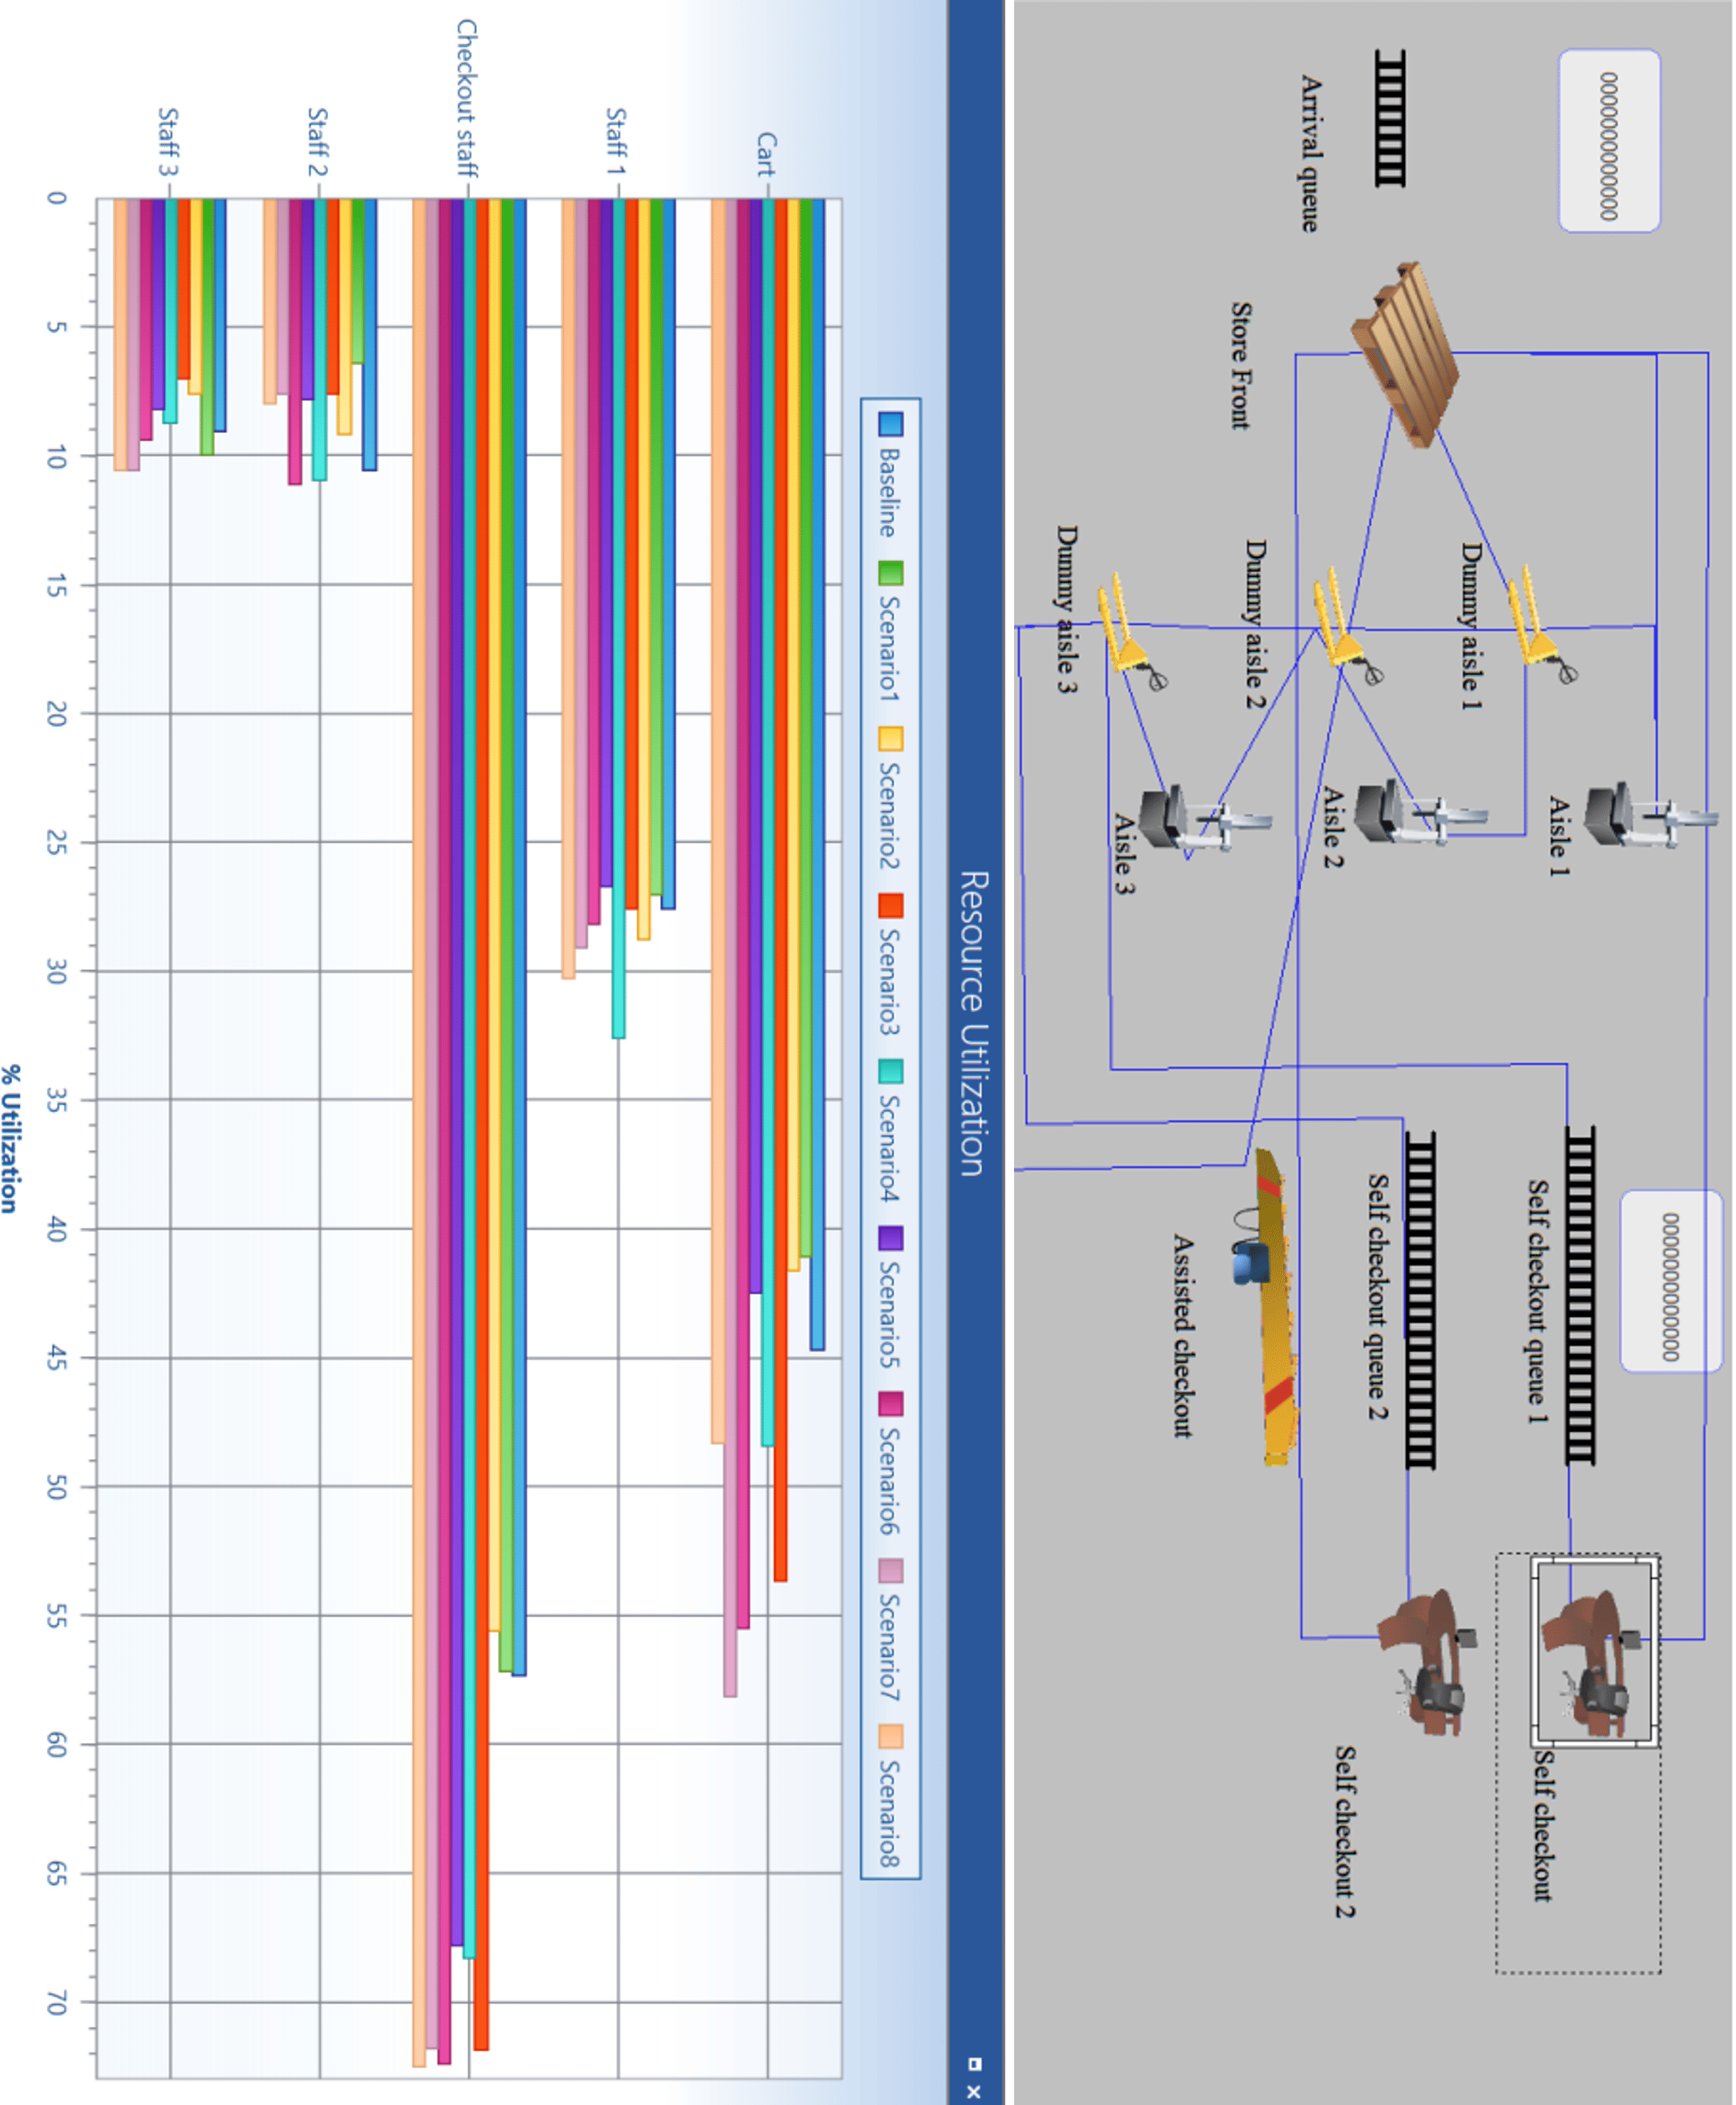 000000000000
Arrival queue
Store Front
Dummy aisle 1
Dummy aisle 2
Dummy aisle 3
Aisle 1
Aisle 2
Aisle 3
000000000000
Self checkout queue 1
Self checkout queue 2
Assisted checkout
Self checkout
Self checkout 2
Resource Utilization
Baseline Scenario1 Scenario2 Scenario3 Scenario4 Scenario5 Scenario6 Scenario7 Scenario8
Cart
Staff 1
Checkout staff
Staff 2
Staff 3
0 5 10 15 20 25 30 35 40 45 50 55 60 65 70
% Utilization